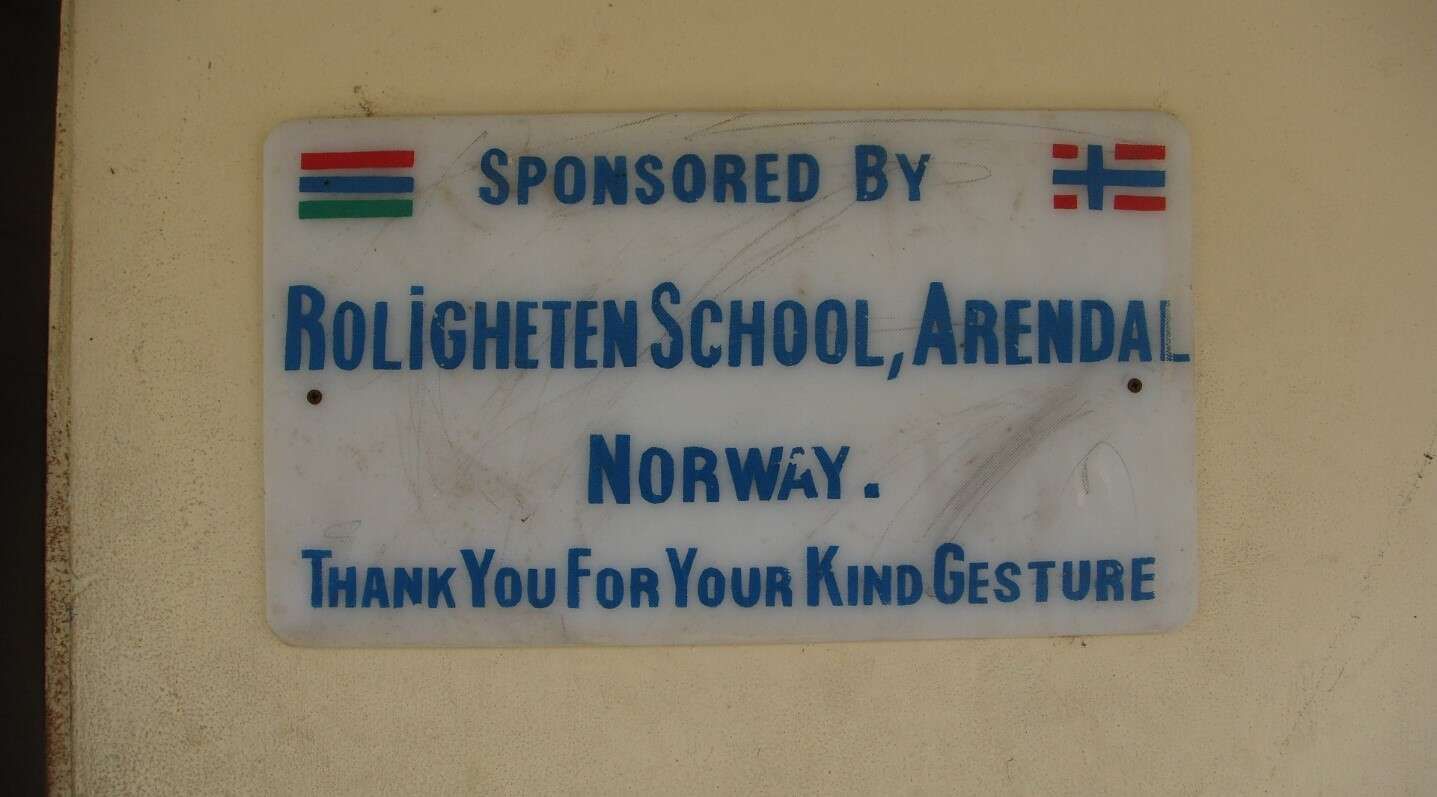 SPONSORED BY
ROLiGHETEN SCHOOL, ARENDAL
NORWAY.
THANK YOU FOR YOUR KIND GESTURE